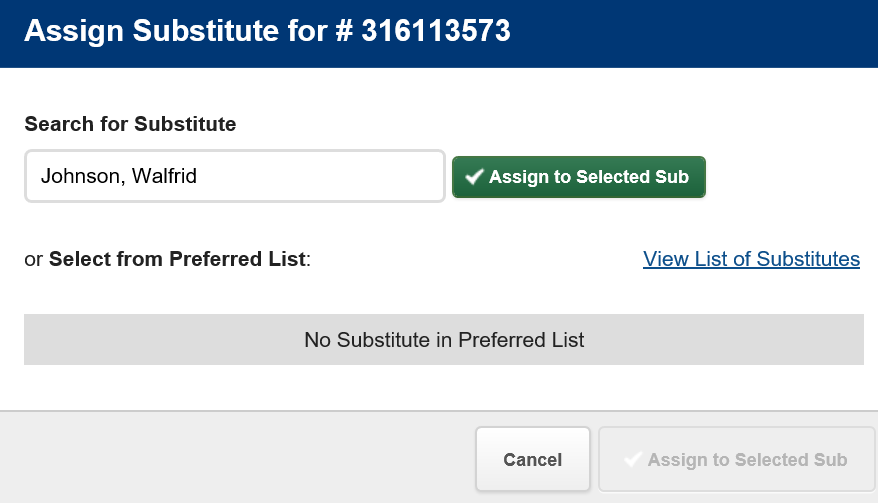 Assign Substitute for # 316113573
Search for Substitute
Johnson, Walfrid
Assign to Selected Sub
or Select from Preferred List:
View List of Substitutes
No Substitute in Preferred List
Cancel
Assign to Selected Sub